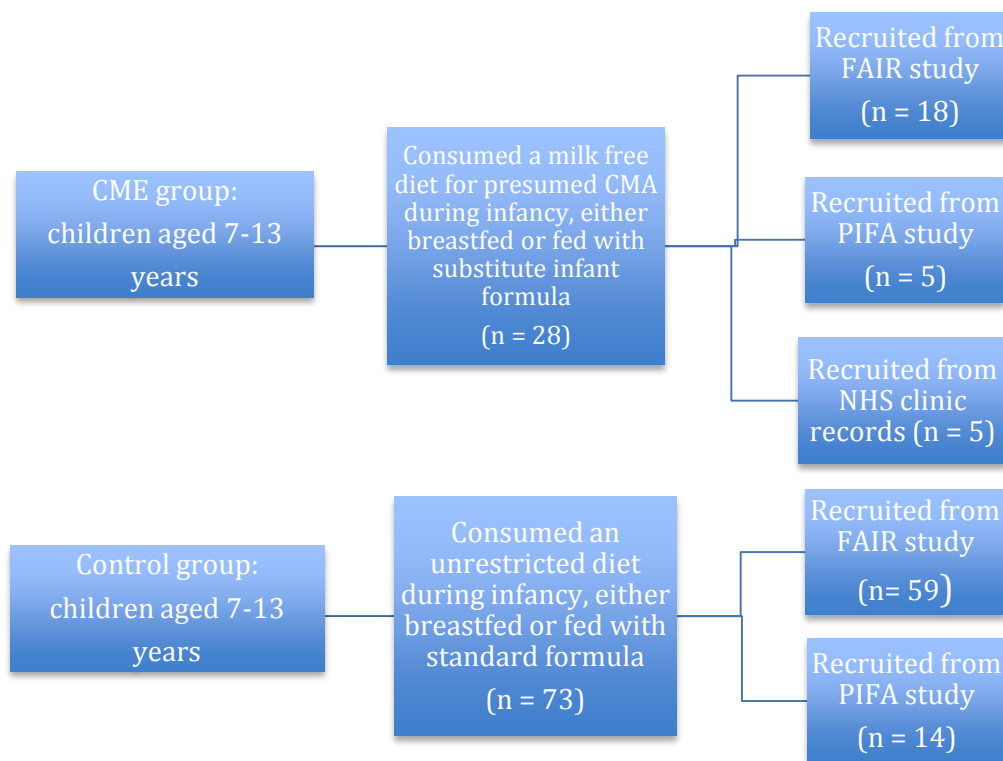 CME group:
children aged 7-13
years
Consumed a milk free
diet for presumed CMA
during infancy, either
breastfed or fed with
substitute infant
formula
(n = 28)
Recruited from
FAIR study
(n = 18)
Recruited from
PIFA study
(n = 5)
Recruited from
NHS clinic
records (n = 5)
Control group:
children aged 7-13
years
Consumed an
unrestricted diet
during infancy, either
breastfed or fed with
standard formula
(n = 73)
Recruited from
FAIR study
(n= 59)
Recruited from
PIFA study
(n = 14)